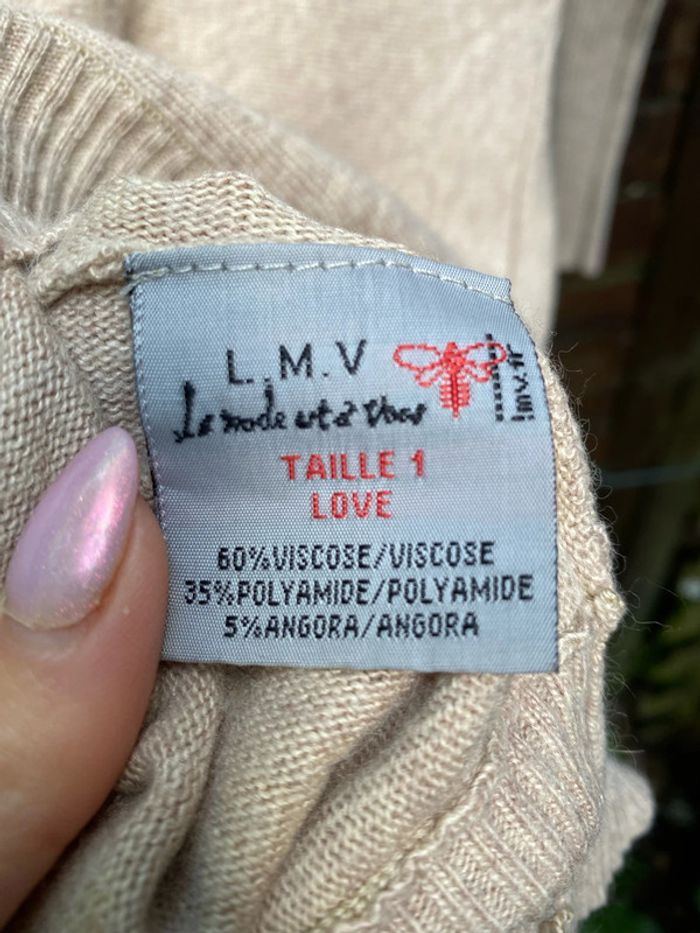 L.M.V
La mode est à vous
lmv.fr
TAILLE 1
LOVE
60%VISCOSE/VISCOSE
35%POLYAMIDE/POLYAMIDE
5%ANGORA/ANGORA